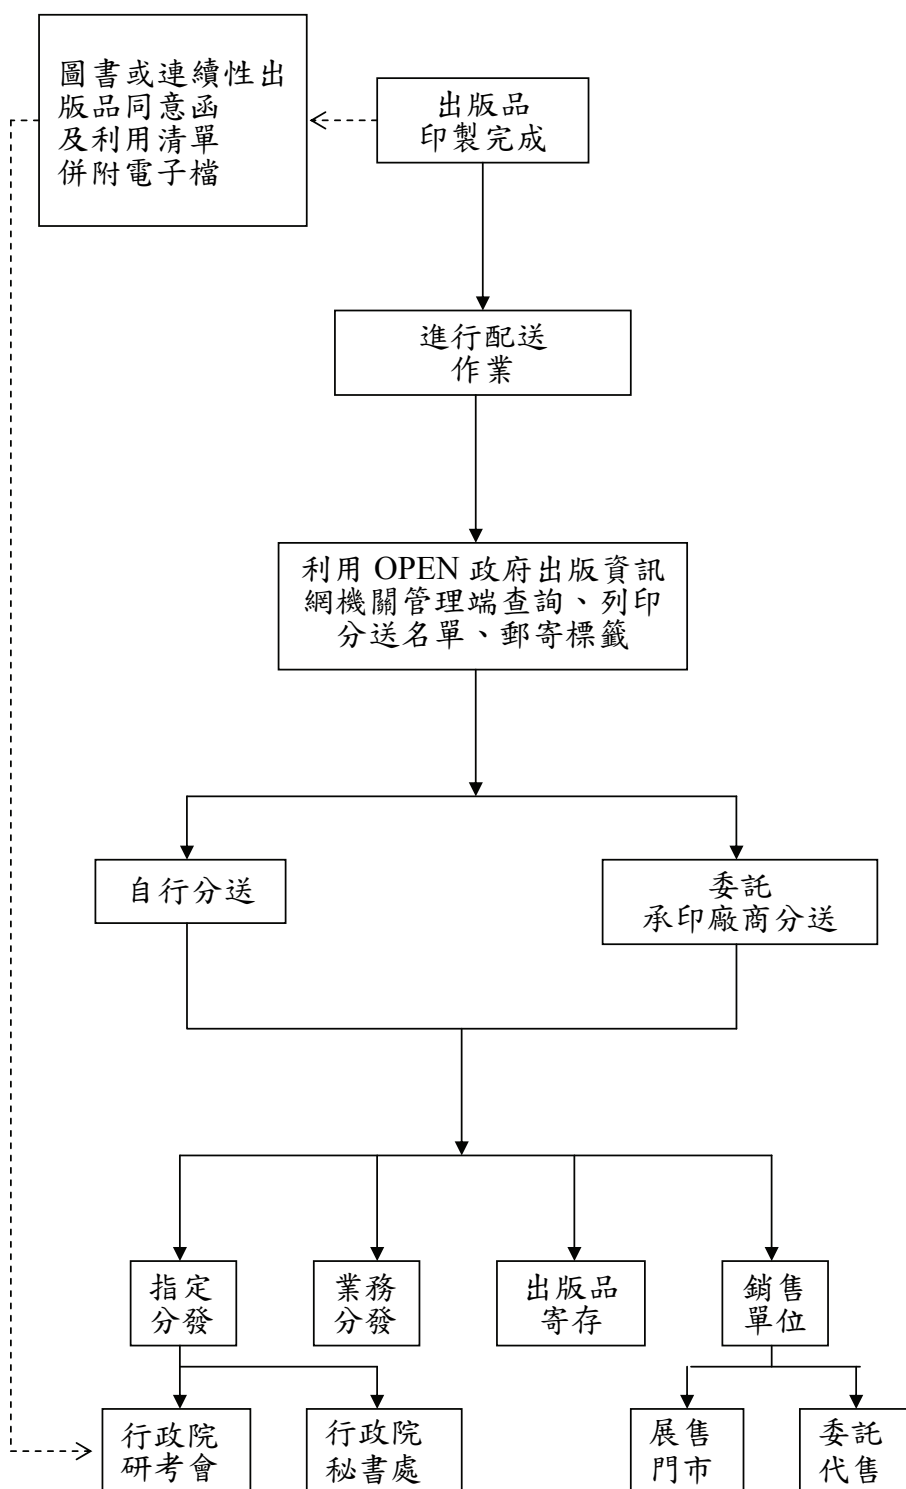 圖書或連續性出
版品同意函
及利用清單
併附電子檔
出版品
印製完成
進行配送
作業
利用 OPEN 政府出版資訊
網機關管理端查詢、列印
分送名單、郵寄標籤
自行分送
委託
承印廠商分送
指定
分發
業務
分發
出版品
寄存
銷售
單位
行政院
研考會
行政院
秘書處
展售
門市
委託
代售